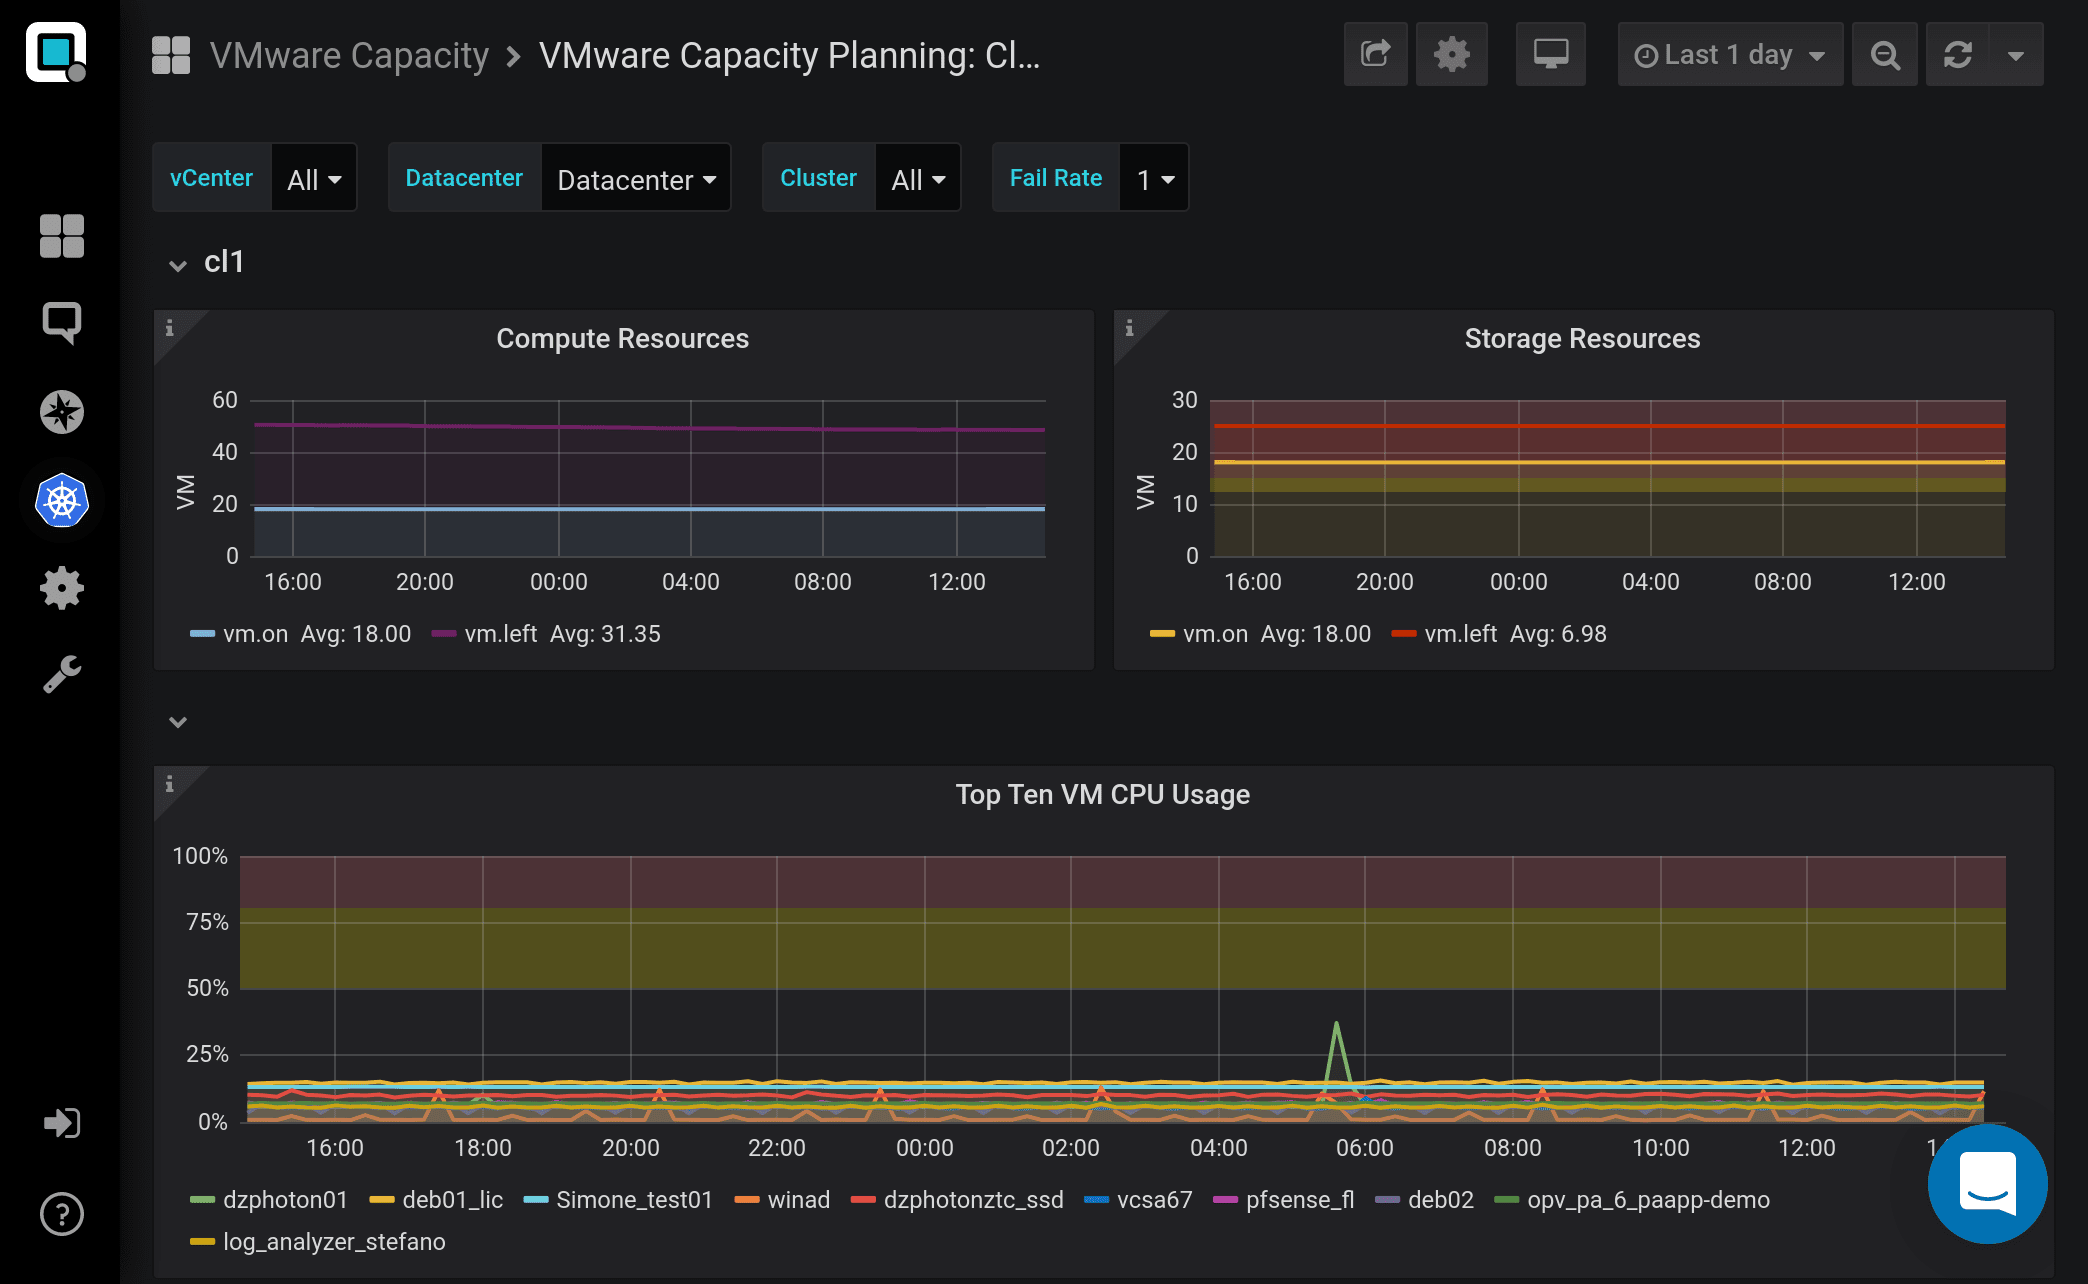 VMware Capacity > VMware Capacity Planning: Cl... Last 1 day
vCenter All Datacenter Datacenter Cluster All Fail Rate 1
cl1
i Compute Resources
60
40
20
0
VM
16:00 20:00 00:00 04:00 08:00 12:00
vm.on Avg: 18.00 vm.left Avg: 31.35
i Storage Resources
30
20
10
0
VM
16:00 20:00 00:00 04:00 08:00 12:00
vm.on Avg: 18.00 vm.left Avg: 6.98
i Top Ten VM CPU Usage
100%
75%
50%
25%
0%
16:00 18:00 20:00 22:00 00:00 02:00 04:00 06:00 08:00 10:00 12:00
dzphoton01 deb01_lic Simone_test01 winad dzphotonztc_ssd vcsa67 pfsense_fl deb02 opv_pa_6_paapp-demo
log_analyzer_stefano
?